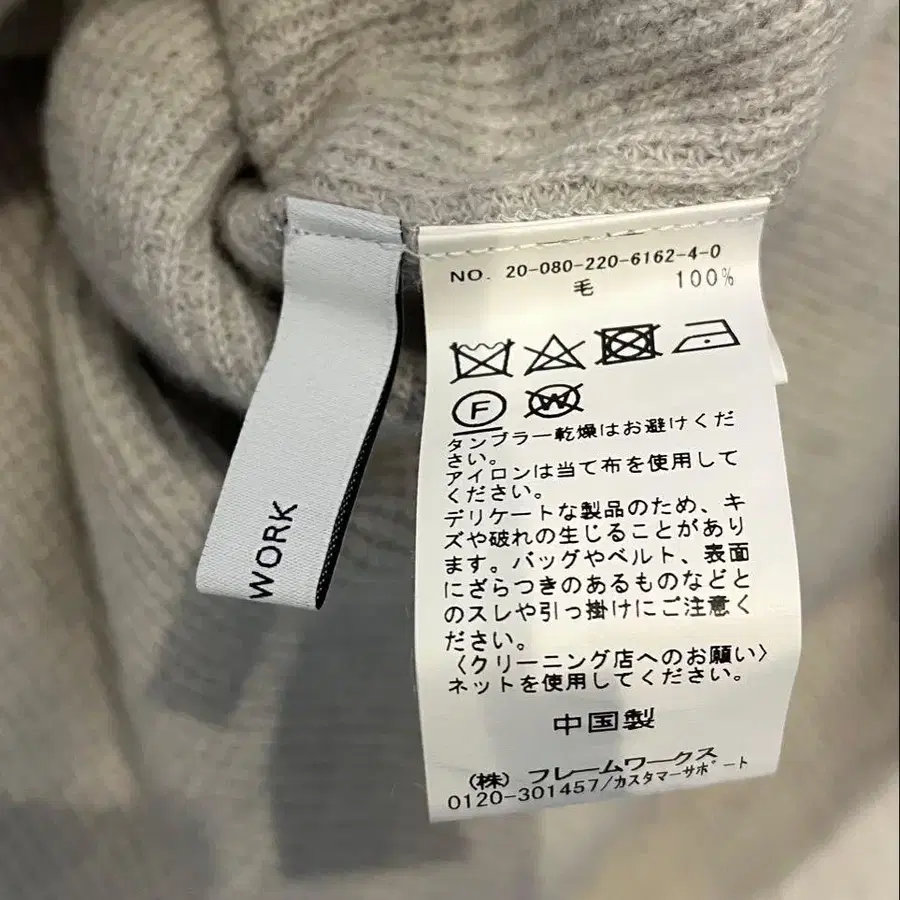 WORK
NO. 20-080-220-6162-4-0
毛 100%
F
W
タンブラー乾燥はお避けくだ
さい。
アイロンは当て布を使用して
ください。
デリケートな製品のため、キ
ズや破れの生じることがあり
ます。バッグやベルト、表面
にざらつきのあるものなどと
のスレや引っ掛けにご注意く
ださい。
〈クリーニング店へのお願い〉
ネットを使用してください。
中国製
（株）フレームワークス
0120-301457/カスタマーサポート